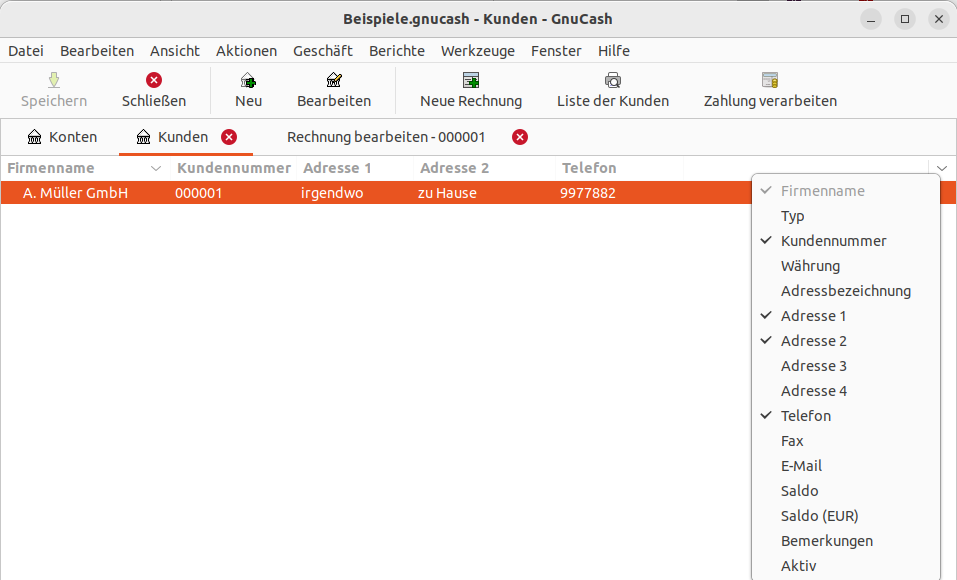 Beispiele.gnucash - Kunden - GnuCash
Datei Bearbeiten Ansicht Aktionen Geschäft Berichte Werkzeuge Fenster Hilfe
Speichern Schließen Neu Bearbeiten Neue Rechnung Liste der Kunden Zahlung verarbeiten
Konten Kunden Rechnung bearbeiten - 000001
Firmenname Kundennummer Adresse 1 Adresse 2 Telefon
A. Müller GmbH 000001 irgendwo zu Hause 9977882
Firmenname
Typ
Kundennummer
Währung
Adressbezeichnung
Adresse 1
Adresse 2
Adresse 3
Adresse 4
Telefon
Fax
E-Mail
Saldo
Saldo (EUR)
Bemerkungen
Aktiv